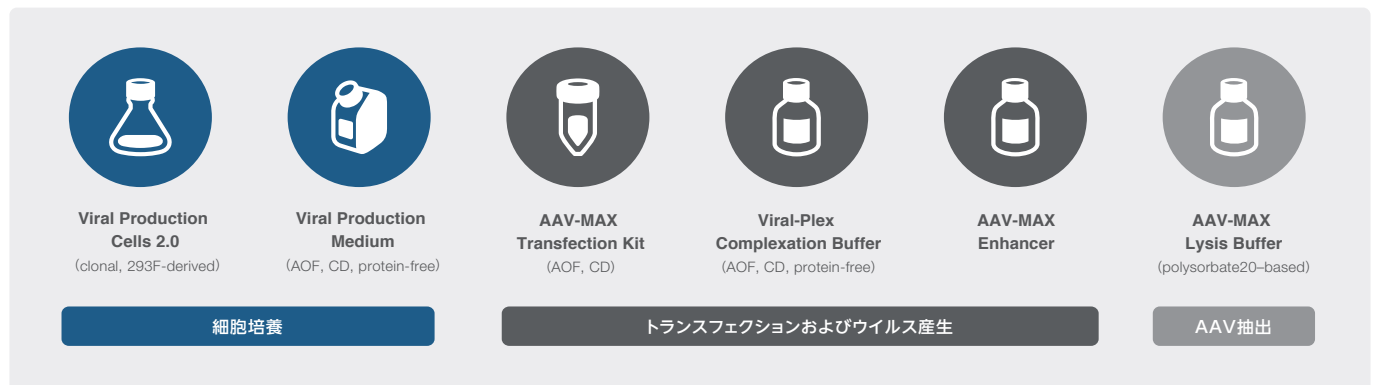 Viral Production
Cells 2.0
(clonal, 293F-derived)
Viral Production
Medium
(AOF, CD, protein-free)
AAV-MAX
Transfection Kit
(AOF, CD)
Viral-Plex
Complexation Buffer
(AOF, CD, protein-free)
AAV-MAX
Enhancer
AAV-MAX
Lysis Buffer
(polysorbate20–based)
細胞培養
トランスフェクションおよびウイルス産生
AAV抽出